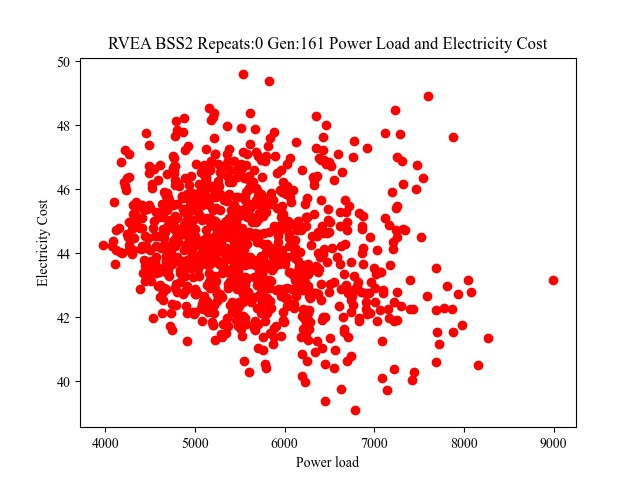 RVEA BSS2 Repeats:0 Gen:161 Power Load and Electricity Cost
50
48
46
44
42
40
Electricity Cost
4000 5000 6000 7000 8000 9000
Power load